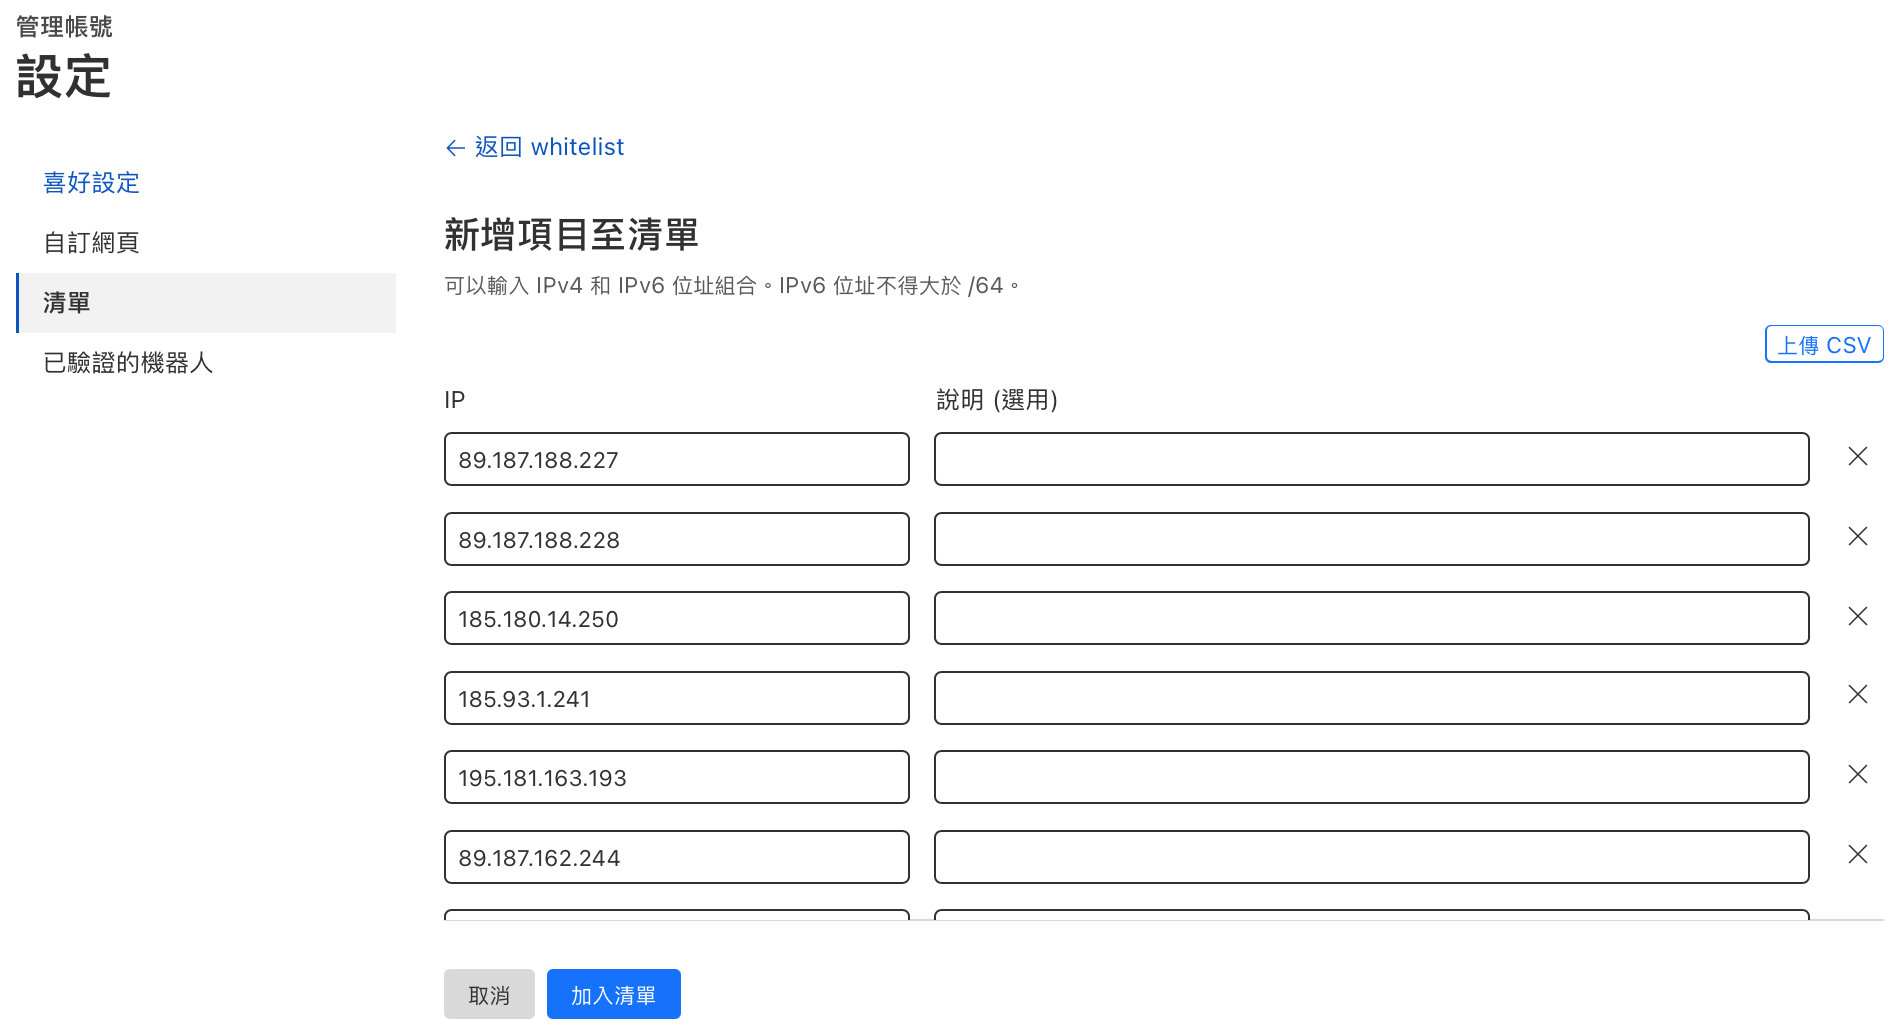 管理帳號
設定
喜好設定
自訂網頁
清單
已驗證的機器人
← 返回 whitelist
新增項目至清單
可以輸入 IPv4 和 IPv6 位址組合。IPv6 位址不得大於 /64。
上傳 CSV
IP 說明 (選用)
89.187.188.227
89.187.188.228
185.180.14.250
185.93.1.241
195.181.163.193
89.187.162.244
取消 加入清單